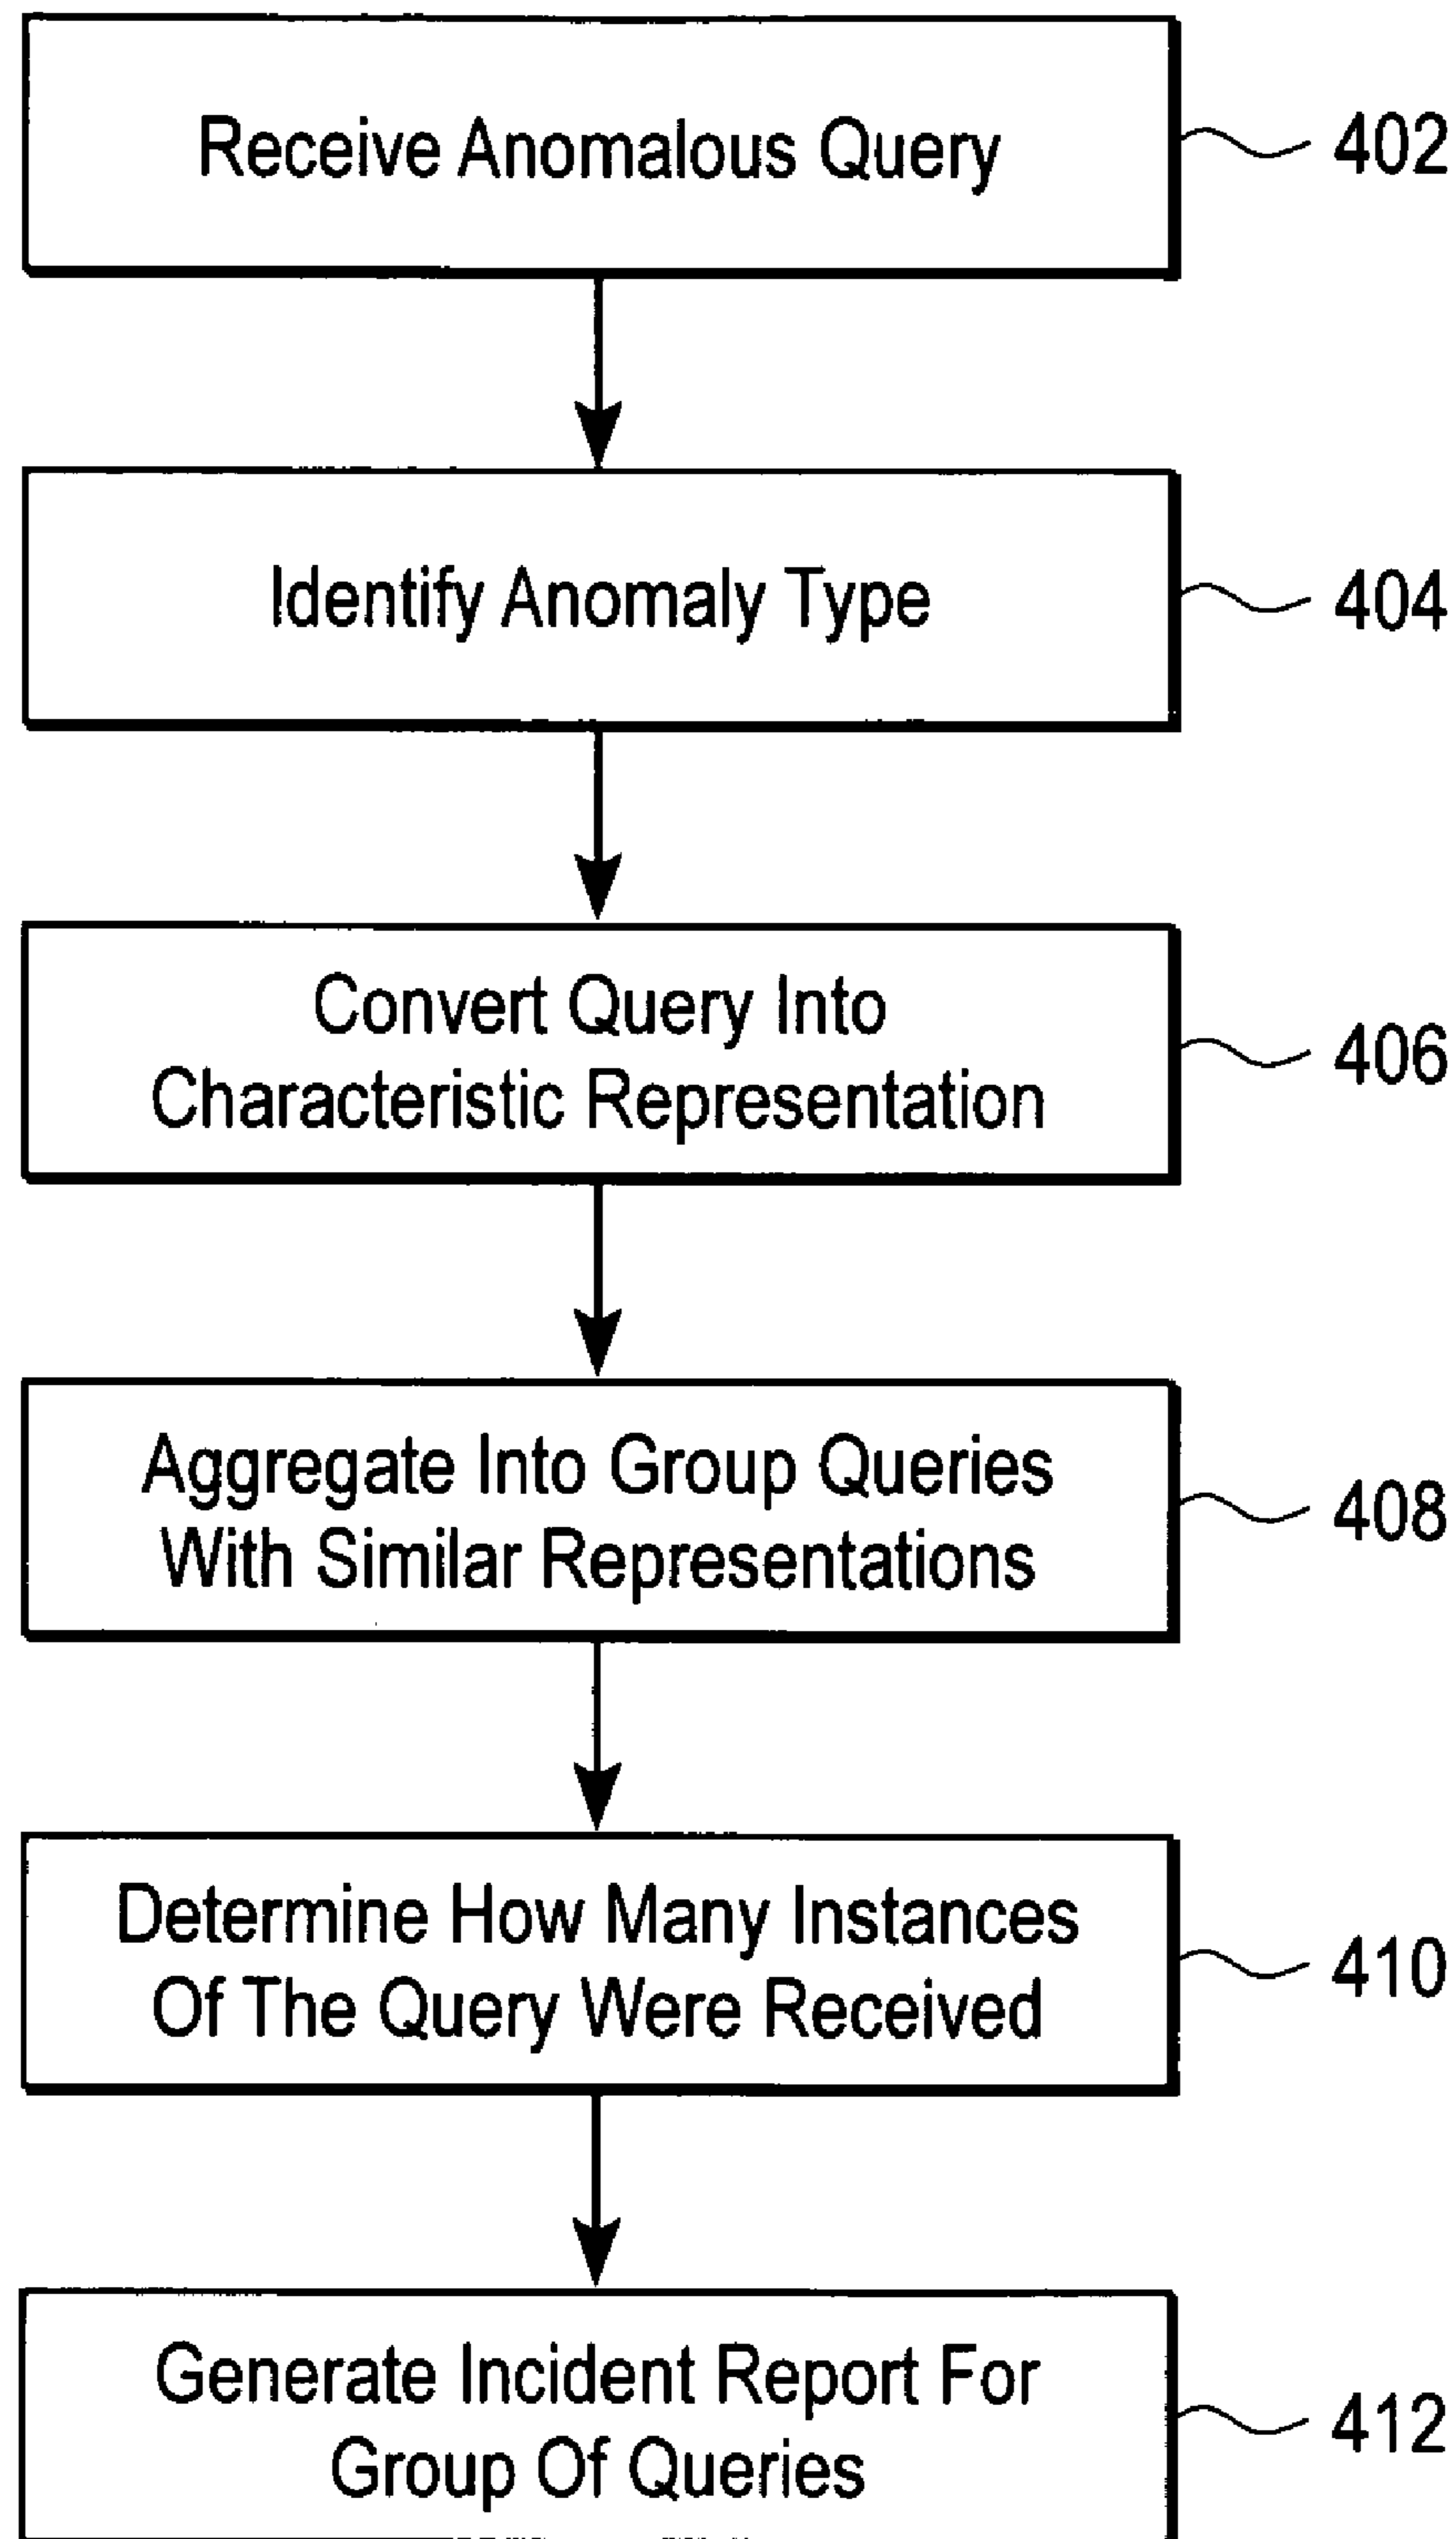 Receive Anomalous Query
402
Identify Anomaly Type
404
Convert Query Into
Characteristic Representation
406
Aggregate Into Group Queries
With Similar Representations
408
Determine How Many Instances
Of The Query Were Received
410
Generate Incident Report For
Group Of Queries
412